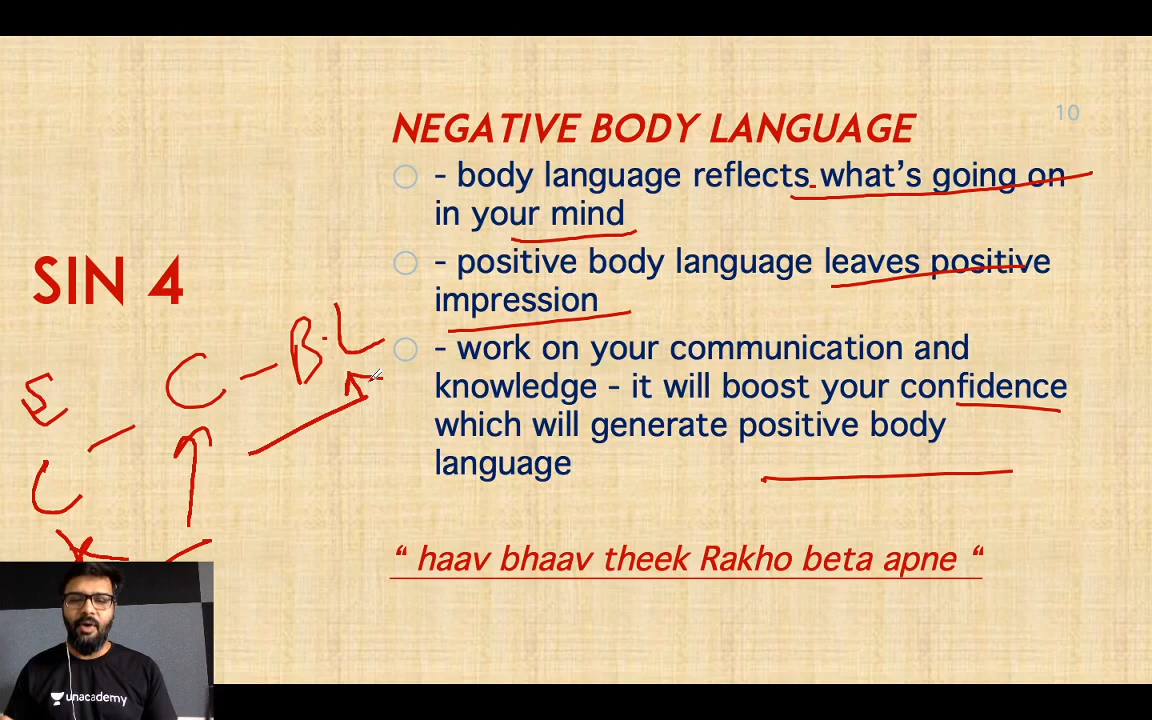 10
NEGATIVE BODY LANGUAGE
- body language reflects what's going on
in your mind
- positive body language leaves positive
impression
- work on your communication and
knowledge - it will boost your confidence
which will generate positive body
language
SIN 4
C - B.L
E
C
“ haav bhaav theek Rakho beta apne “
unacademy